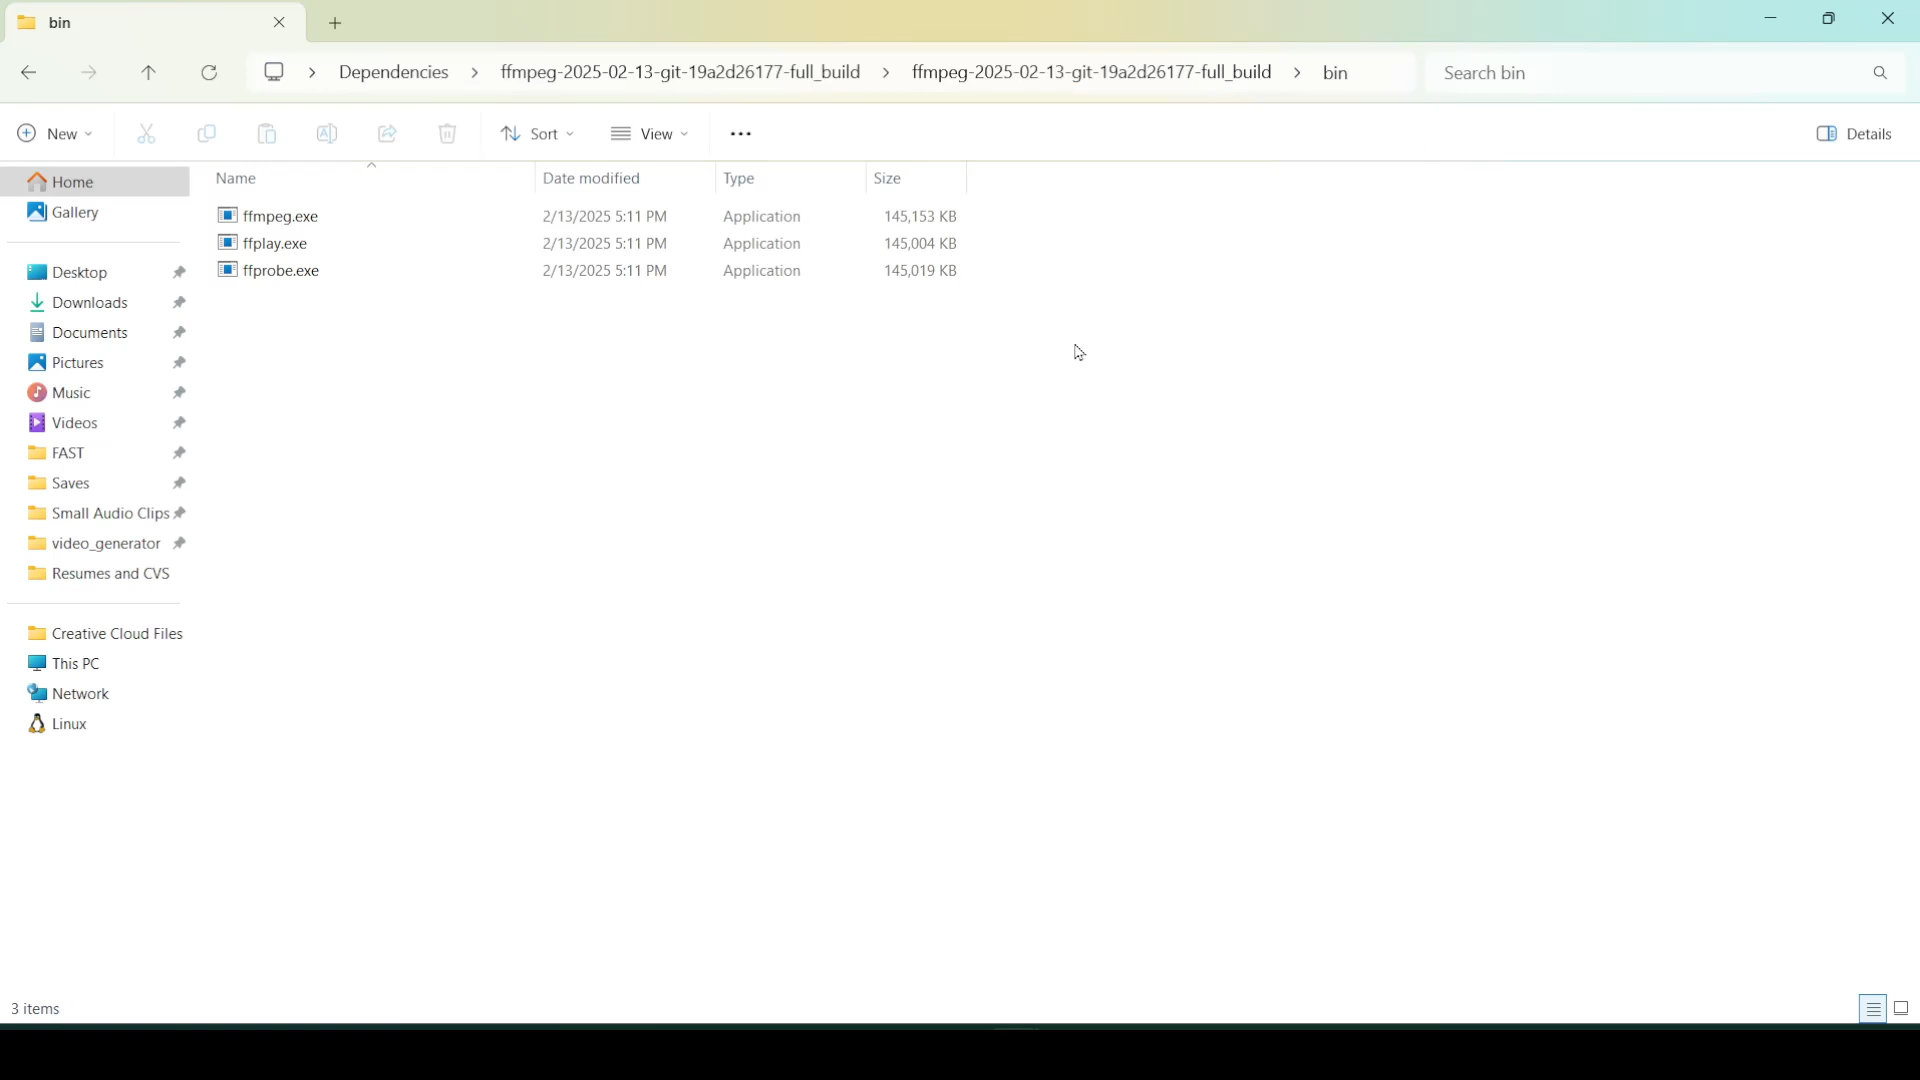 bin
Dependencies > ffmpeg-2025-02-13-git-19a2d26177-full_build > ffmpeg-2025-02-13-git-19a2d26177-full_build > bin
Search bin
New
Sort
View
Details
Home
Gallery
Desktop
Downloads
Documents
Pictures
Music
Videos
FAST
Saves
Small Audio Clips
video_generator
Resumes and CVS
Creative Cloud Files
This PC
Network
Linux
Name Date modified Type Size
ffmpeg.exe 2/13/2025 5:11 PM Application 145,153 KB
ffplay.exe 2/13/2025 5:11 PM Application 145,004 KB
ffprobe.exe 2/13/2025 5:11 PM Application 145,019 KB
3 items